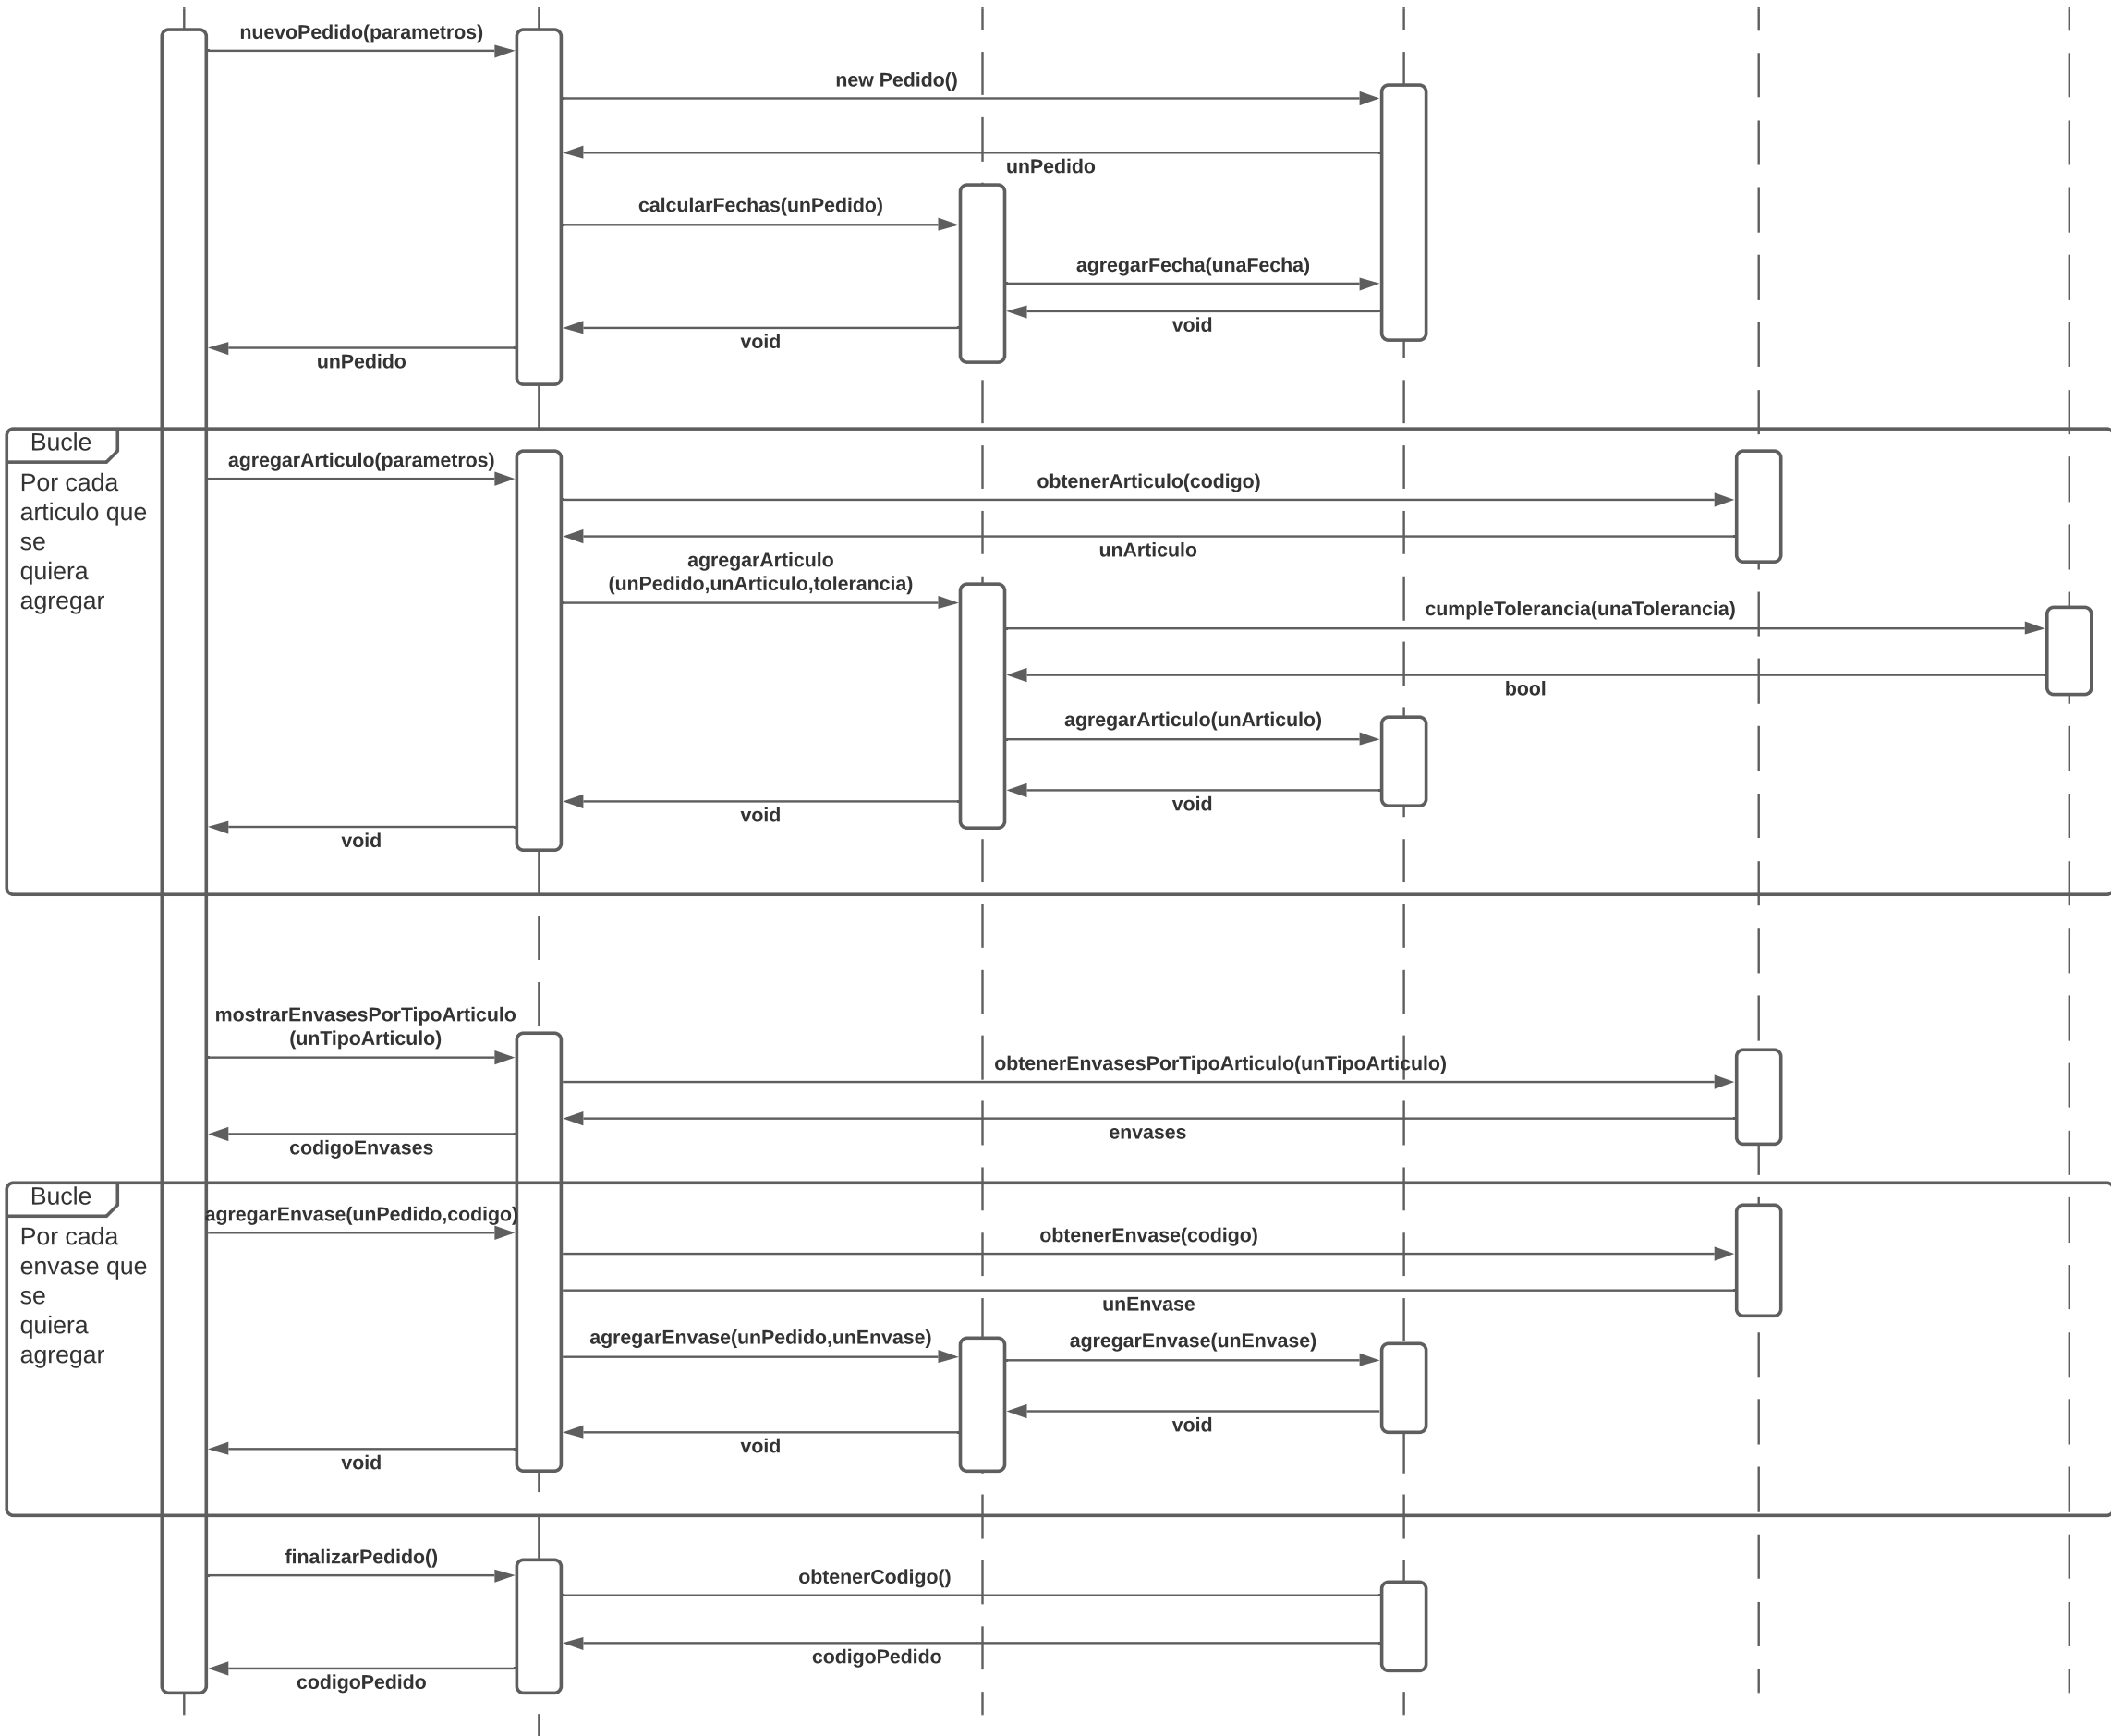 nuevoPedido(parametros)
new Pedido()
unPedido
calcularFechas(unPedido)
agregarFecha(unaFecha)
void
void
unPedido
Bucle
Por cada
articulo que
se
quiera
agregar
agregarArticulo(parametros)
obtenerArticulo(codigo)
unArticulo
agregarArticulo
(unPedido,unArticulo,tolerancia)
cumpleTolerancia(unaTolerancia)
bool
agregarArticulo(unArticulo)
void
void
void
mostrarEnvasesPorTipoArticulo
(unTipoArticulo)
obtenerEnvasesPorTipoArticulo(unTipoArticulo)
envases
codigoEnvases
Bucle
Por cada
envase que
se
quiera
agregar
agregarEnvase(unPedido,codigo)
obtenerEnvase(codigo)
unEnvase
agregarEnvase(unPedido,unEnvase)
agregarEnvase(unEnvase)
void
void
void
finalizarPedido()
obtenerCodigo()
codigoPedido
codigoPedido